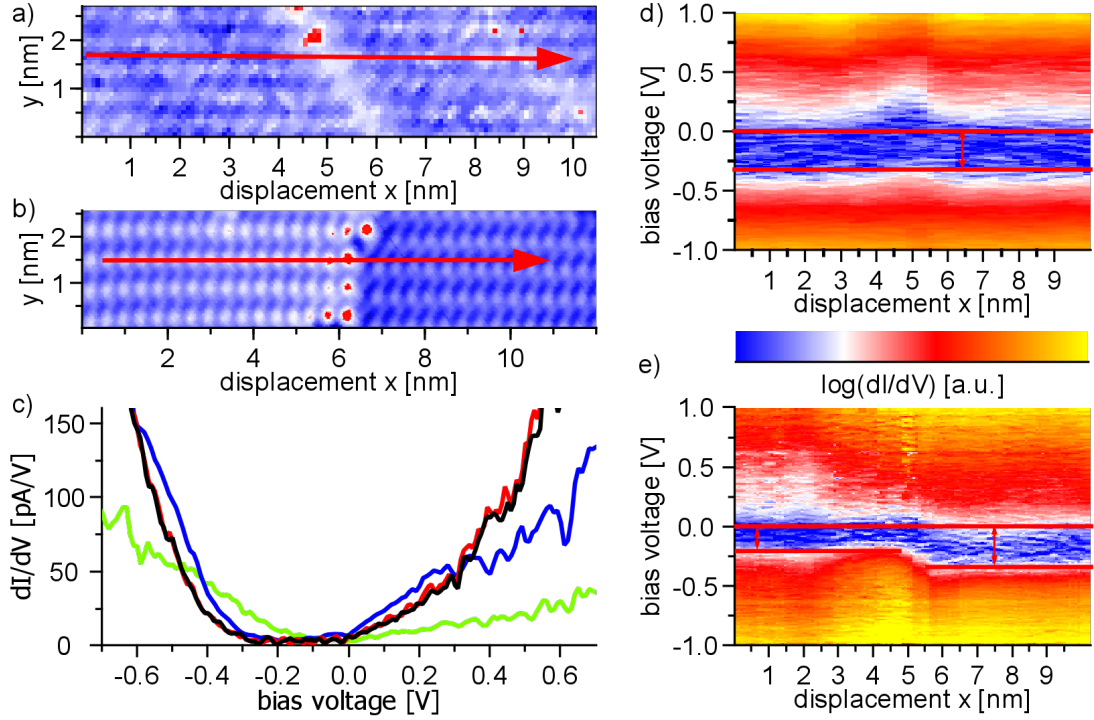 a)
y [nm]
2
1
1 2 3 4 5 6 7 8 9 10
displacement x [nm]
b)
y [nm]
2
1
2 4 6 8 10
displacement x [nm]
c)
dI/dV [pA/V]
150
100
50
0
-0.6 -0.4 -0.2 0.0 0.2 0.4 0.6
bias voltage [V]
d)
bias voltage [V]
1.0
0.5
0.0
-0.5
-1.0
1 2 3 4 5 6 7 8 9
displacement x [nm]
log(dI/dV) [a.u.]
e)
bias voltage [V]
1.0
0.5
0.0
-0.5
-1.0
1 2 3 4 5 6 7 8 9
displacement x [nm]